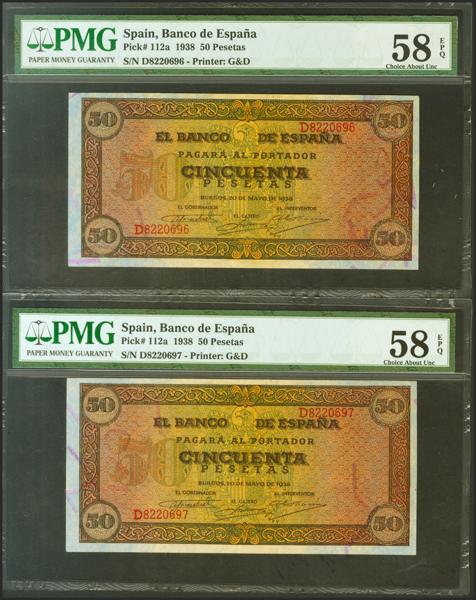 PMG
PAPER MONEY GUARANTY
Spain, Banco de España
Pick# 112a 1938 50 Pesetas
S/N D8220696 - Printer: G&D
58 EPQ
Choice About Unc
50 50
D8220696
EL BANCO DE ESPAÑA
PAGARÁ AL PORTADOR
50
CINCUENTA
PESETAS
BURGOS, 20 DE MAYO DE 1938
EL GOBERNADOR EL CAJERO EL INTERVENTOR
D8220696
50 50
PMG
PAPER MONEY GUARANTY
Spain, Banco de España
Pick# 112a 1938 50 Pesetas
S/N D8220697 - Printer: G&D
58 EPQ
Choice About Unc
50 50
D8220697
EL BANCO DE ESPAÑA
PAGARÁ AL PORTADOR
50
CINCUENTA
PESETAS
BURGOS, 20 DE MAYO DE 1938
EL GOBERNADOR EL CAJERO EL INTERVENTOR
D8220697
50 50